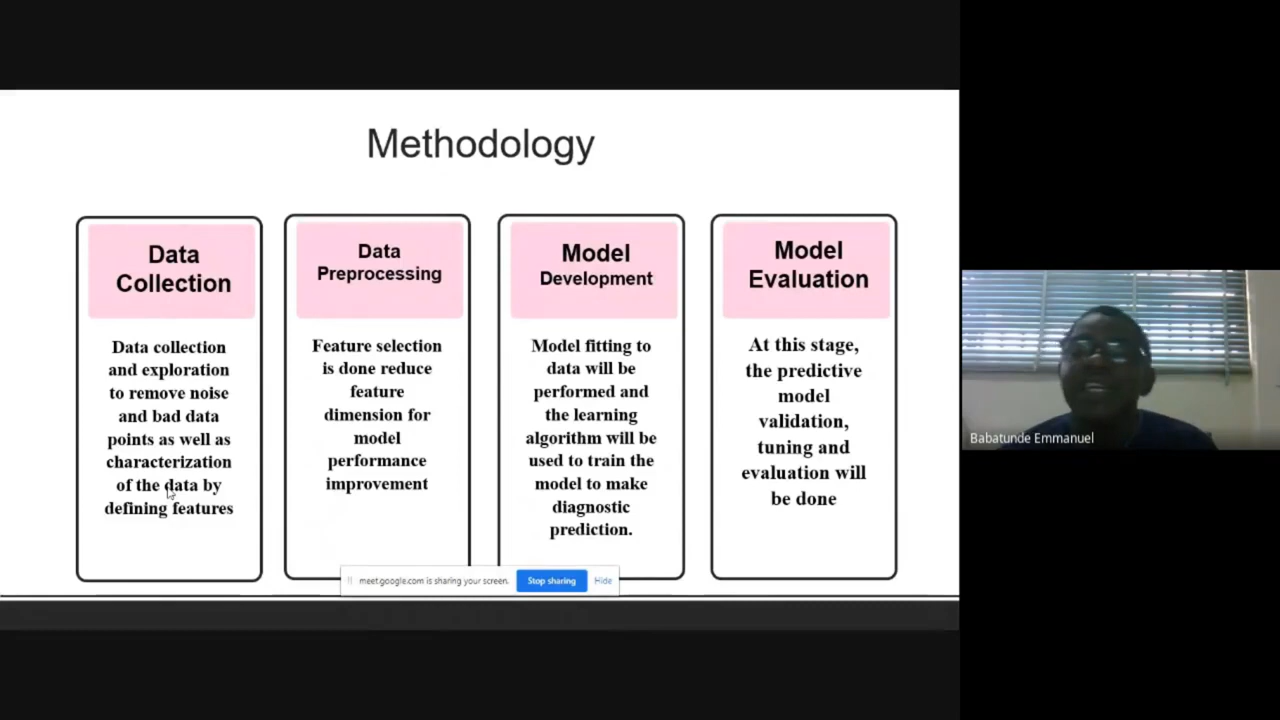 Methodology
Data
Collection
Data collection
and exploration
to remove noise
and bad data
points as well as
characterization
of the data by
defining features
Data
Preprocessing
Feature selection
is done reduce
feature
dimension for
model
performance
improvement
Model
Development
Model fitting to
data will be
performed and
the learning
algorithm will be
used to train the
model to make
diagnostic
prediction.
Model
Evaluation
At this stage,
the predictive
model
validation,
tuning and
evaluation will
be done
meet.google.com is sharing your screen.
Stop sharing
Hide
Babatunde Emmanuel